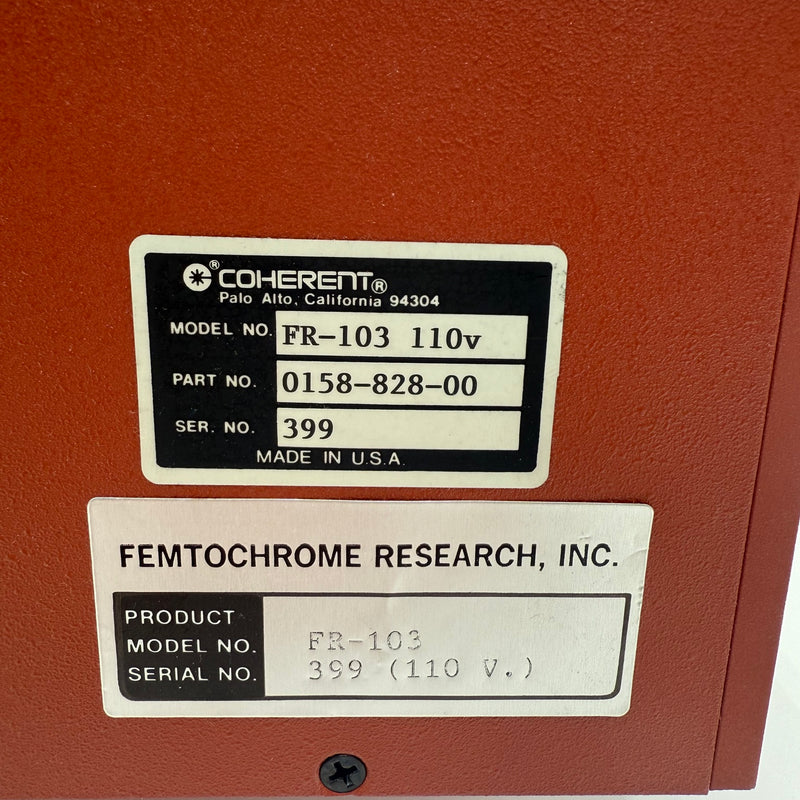 ® COHERENT®
Palo Alto, California 94304
MODEL NO. FR-103 110v
PART NO. 0158-828-00
SER. NO. 399
MADE IN U.S.A.
FEMTOCHROME RESEARCH, INC.
PRODUCT
MODEL NO. FR-103
SERIAL NO. 399 (110 V.)